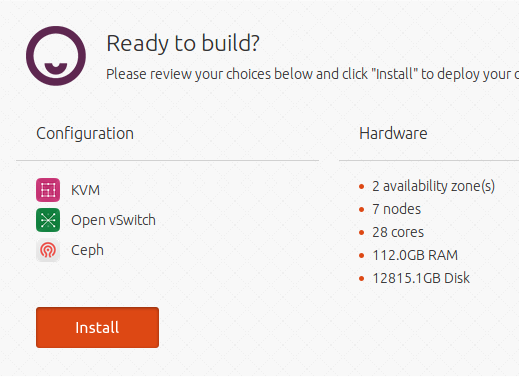 Ready to build?
Please review your choices below and click "Install" to deploy your
Configuration
KVM
Open vSwitch
Ceph
Install
Hardware
2 availability zone(s)
7 nodes
28 cores
112.0GB RAM
12815.1GB Disk